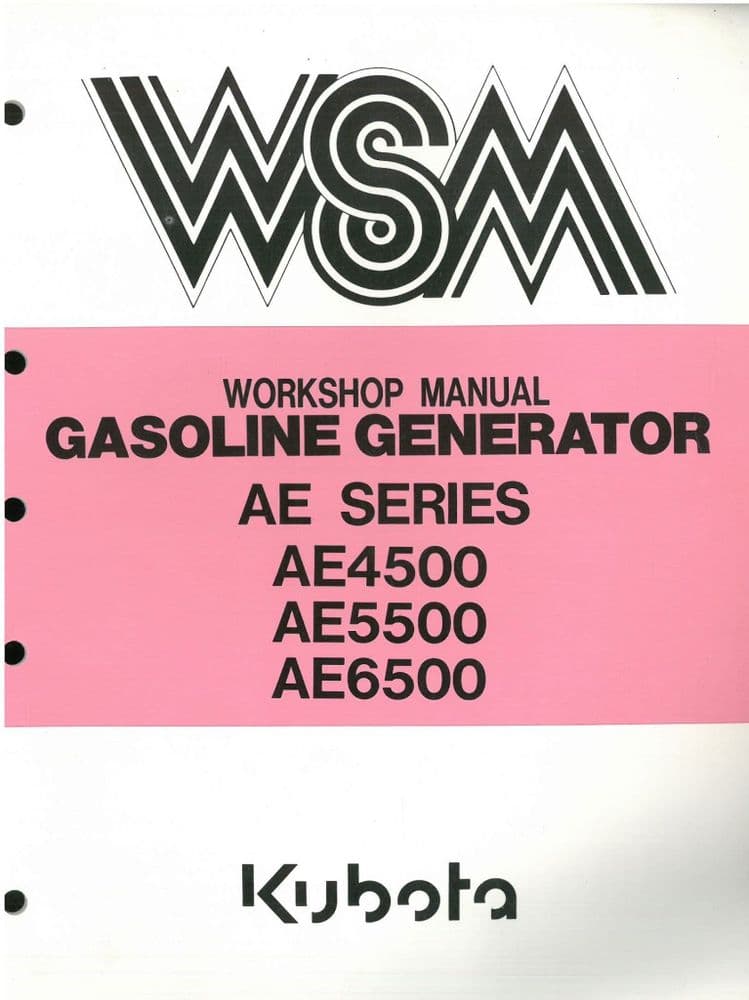 WSM
WORKSHOP MANUAL
GASOLINE GENERATOR
AE SERIES
AE4500
AE5500
AE6500
Kubota